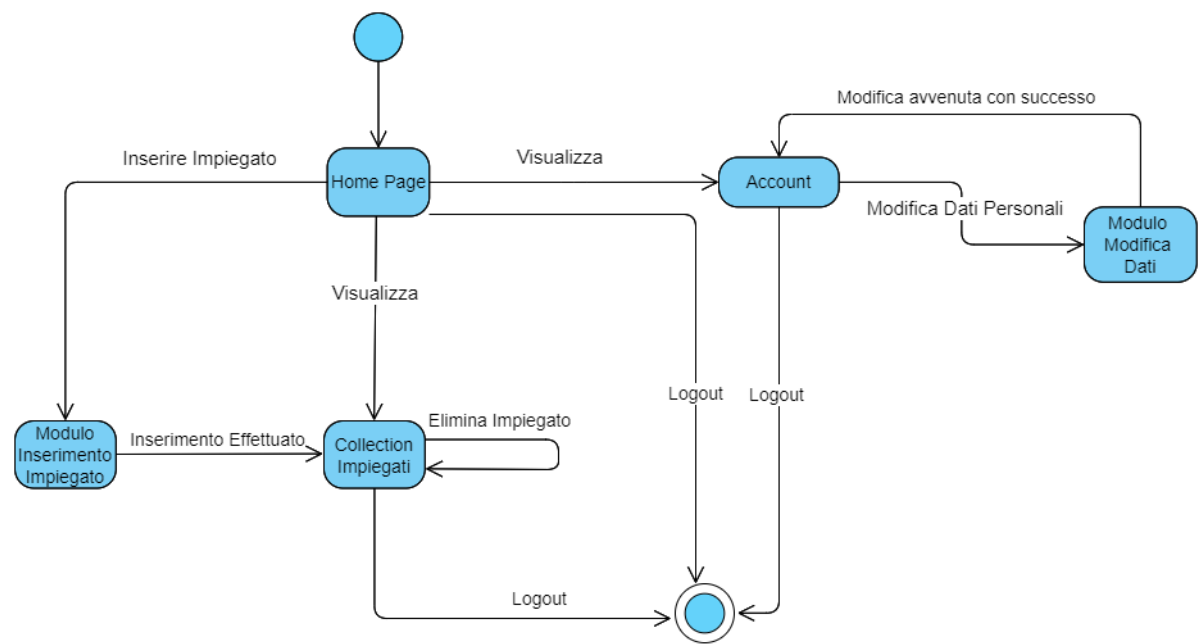 Modifica avvenuta con successo
Inserire Impiegato
Visualizza
Home Page
Account
Modifica Dati Personali
Modulo
Modifica
Dati
Visualizza
Logout
Logout
Elimina Impiegato
Modulo
Inserimento
Impiegato
Inserimento Effettuato
Collection
Impiegati
Logout